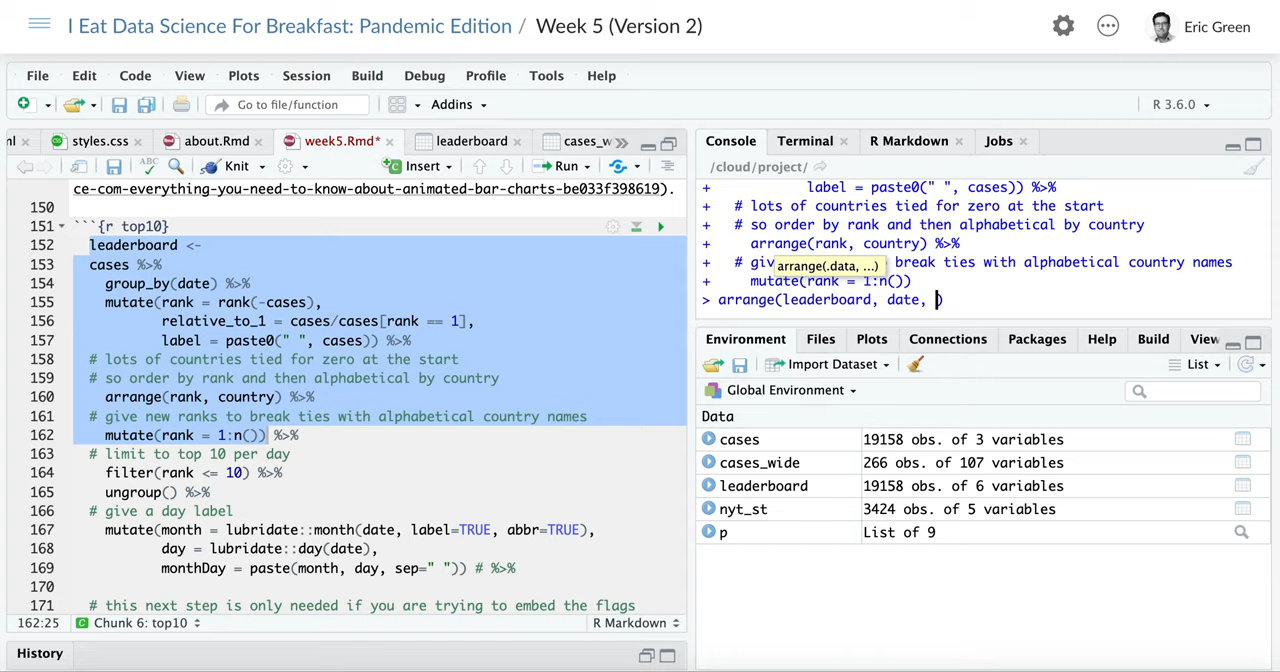 I Eat Data Science For Breakfast: Pandemic Edition / Week 5 (Version 2)
Eric Green
File Edit Code View Plots Session Build Debug Profile Tools Help
Go to file/function
Addins
R 3.6.0
nl
styles.css
about.Rmd
week5.Rmd*
leaderboard
cases_w
ABC
Knit
Insert
Run
ce-com-everything-you-need-to-know-about-animated-bar-charts-be033f398619).
150
151 ```{r top10}
152 leaderboard <-
153 cases %>%
154   group_by(date) %>%
155   mutate(rank = rank(-cases),
156          relative_to_1 = cases/cases[rank == 1],
157          label = paste0(" ", cases)) %>%
158 # lots of countries tied for zero at the start
159 # so order by rank and then alphabetical by country
160   arrange(rank, country) %>%
161 # give new ranks to break ties with alphabetical country names
162   mutate(rank = 1:n()) %>%
163 # limit to top 10 per day
164   filter(rank <= 10) %>%
165   ungroup() %>%
166 # give a day label
167   mutate(month = lubridate::month(date, label=TRUE, abbr=TRUE),
168          day = lubridate::day(date),
169          monthDay = paste(month, day, sep=" ")) # %>%
170
171 # this next step is only needed if you are trying to embed the flags
162:25
Chunk 6: top10
R Markdown
History
Console
Terminal
R Markdown
Jobs
/cloud/project/
+          label = paste0(" ", cases)) %>%
+ # lots of countries tied for zero at the start
+ # so order by rank and then alphabetical by country
+   arrange(rank, country) %>%
+ # gi
arrange(.data, ...)
break ties with alphabetical country names
+   mutate(rank = 1:n())
> arrange(leaderboard, date, )
Environment Files Plots Connections Packages Help Build View
Import Dataset
List
Global Environment
Data
cases 19158 obs. of 3 variables
cases_wide 266 obs. of 107 variables
leaderboard 19158 obs. of 6 variables
nyt_st 3424 obs. of 5 variables
p List of 9